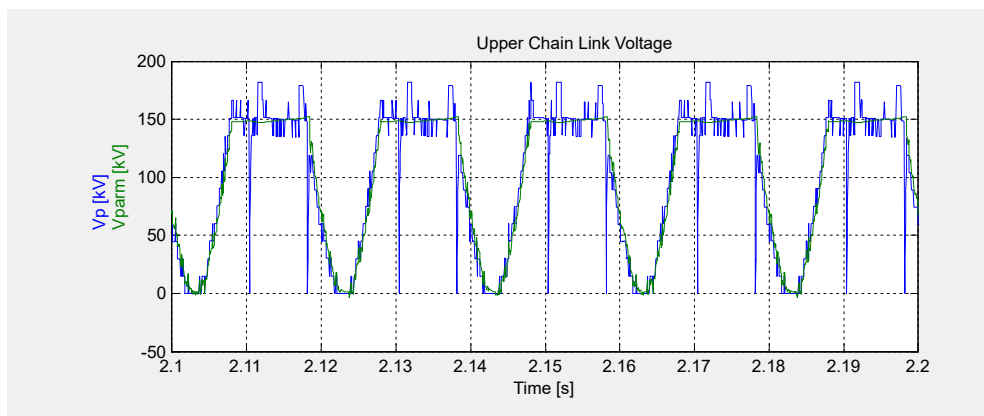 Upper Chain Link Voltage
200
150
100
50
0
-50
Vp [kV]
Vparm [kV]
2.1 2.11 2.12 2.13 2.14 2.15 2.16 2.17 2.18 2.19 2.2
Time [s]